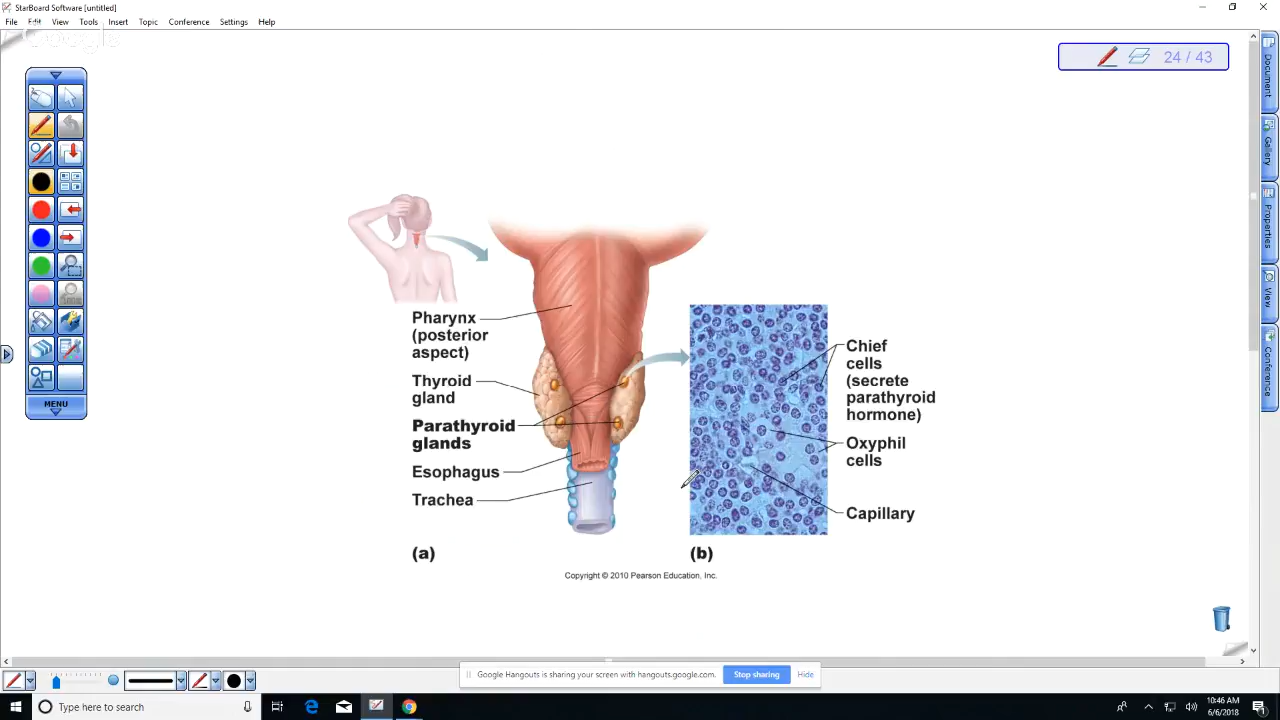 StarBoard Software [untitled]
File Edit View Tools Insert Topic Conference Settings Help
24 / 43
Document
Gallery
Properties
View
Conference
MENU
Pharynx
(posterior
aspect)
Thyroid
gland
Parathyroid
glands
Esophagus
Trachea
(a)
Chief
cells
(secrete
parathyroid
hormone)
Oxyphil
cells
Capillary
(b)
Copyright © 2010 Pearson Education, Inc.
Google Hangouts is sharing your screen with hangouts.google.com.
Stop sharing
Hide
Type here to search
10:46 AM
6/6/2018